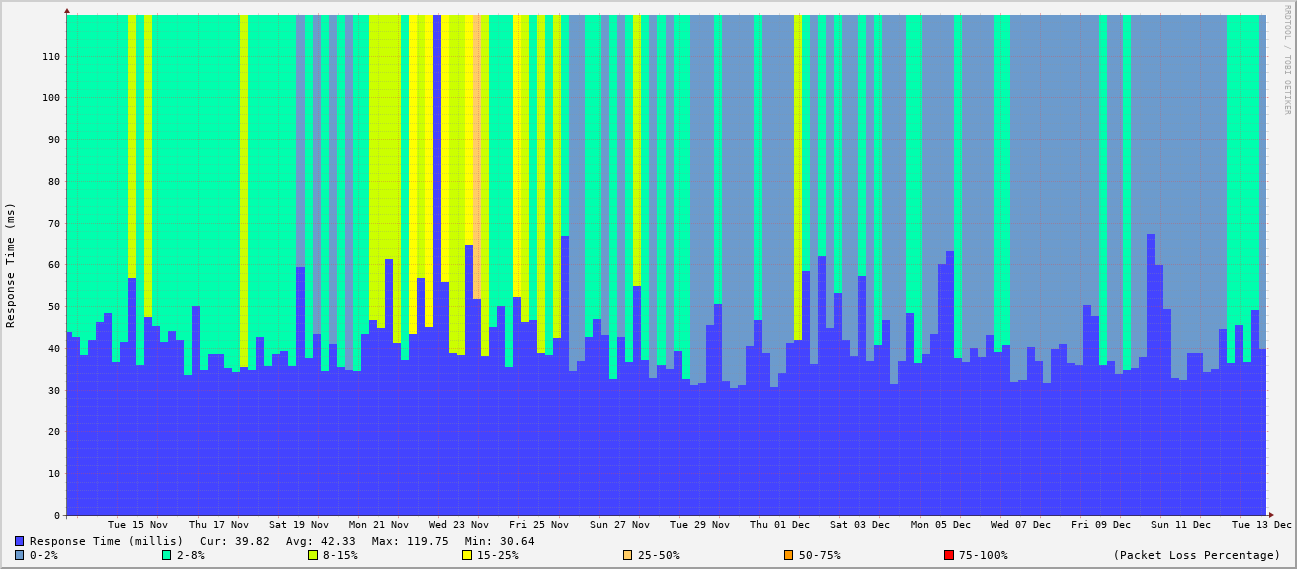 RRDTOOL / TOBI OETIKER
Response Time (ms)
110
100
90
80
70
60
50
40
30
20
10
0
Tue 15 Nov Thu 17 Nov Sat 19 Nov Mon 21 Nov Wed 23 Nov Fri 25 Nov Sun 27 Nov Tue 29 Nov Thu 01 Dec Sat 03 Dec Mon 05 Dec Wed 07 Dec Fri 09 Dec Sun 11 Dec Tue 13 Dec
Response Time (millis) Cur: 39.82 Avg: 42.33 Max: 119.75 Min: 30.64
0-2% 2-8% 8-15% 15-25% 25-50% 50-75% 75-100% (Packet Loss Percentage)